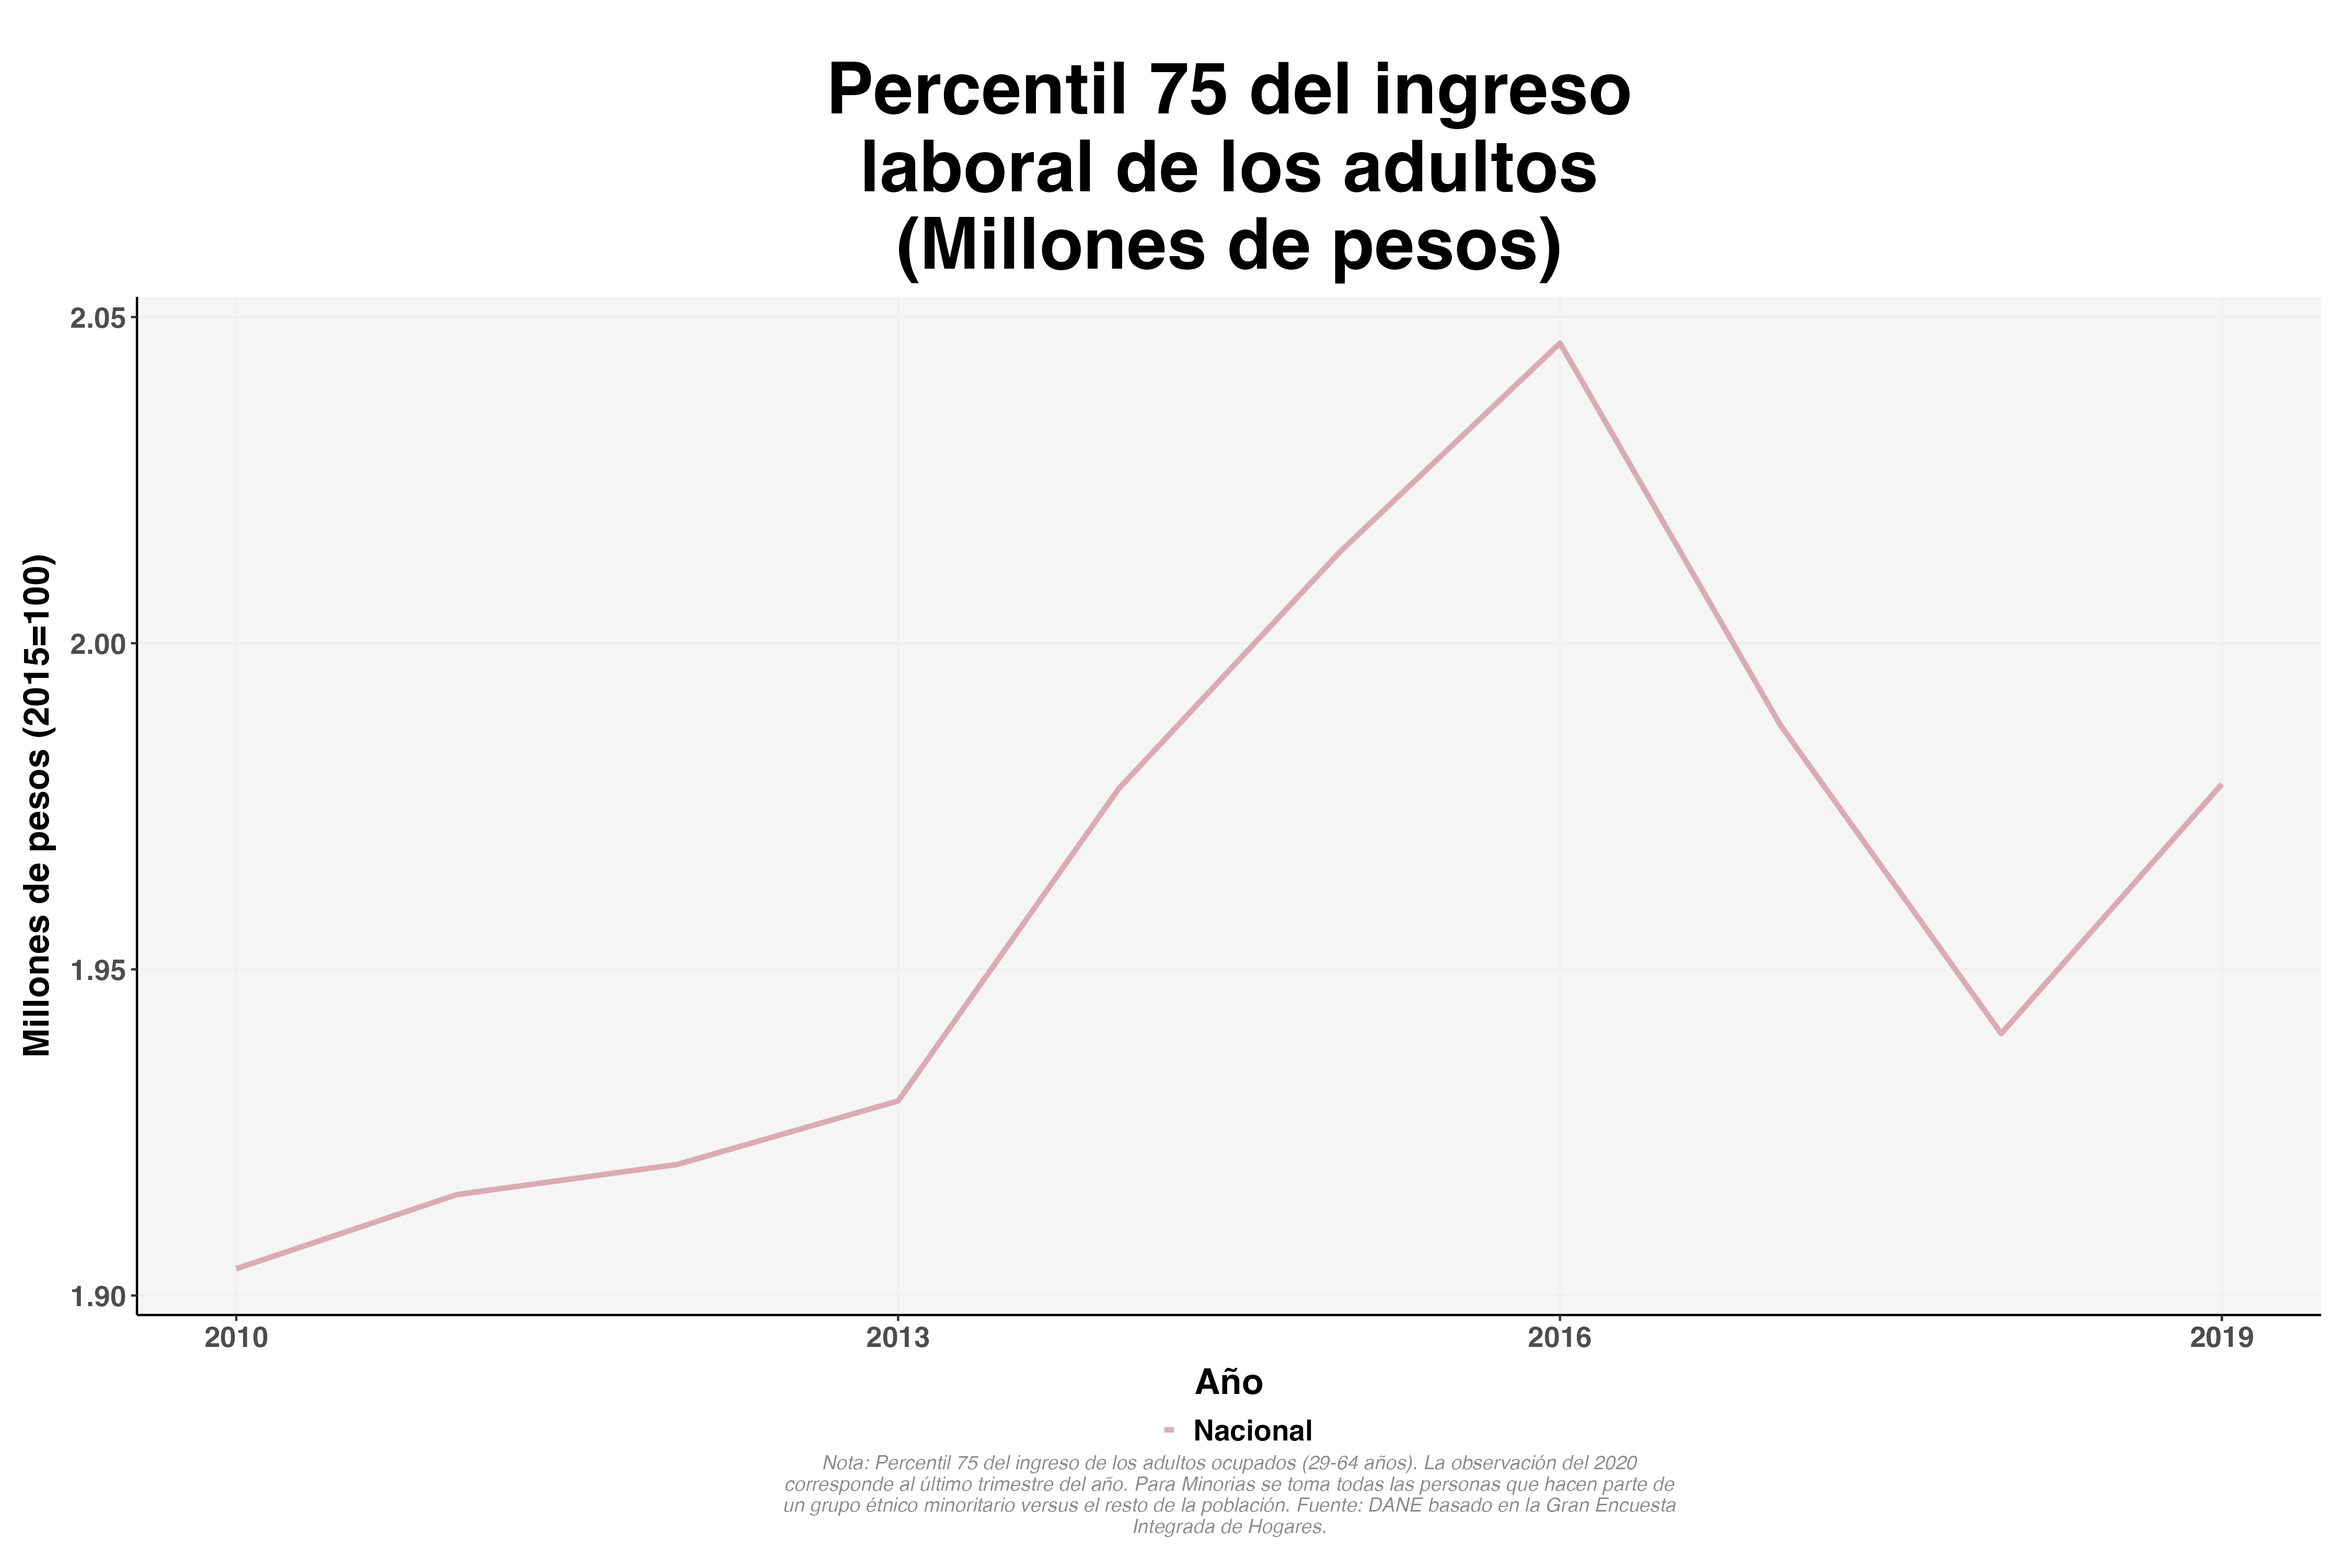 Percentil 75 del ingreso
laboral de los adultos
(Millones de pesos)
Millones de pesos (2015=100)
2.05
2.00
1.95
1.90
2010
2013
2016
2019
Año
Nacional
Nota: Percentil 75 del ingreso de los adultos ocupados (29-64 años). La observación del 2020
corresponde al último trimestre del año. Para Minorias se toma todas las personas que hacen parte de
un grupo étnico minoritario versus el resto de la población. Fuente: DANE basado en la Gran Encuesta
Integrada de Hogares.